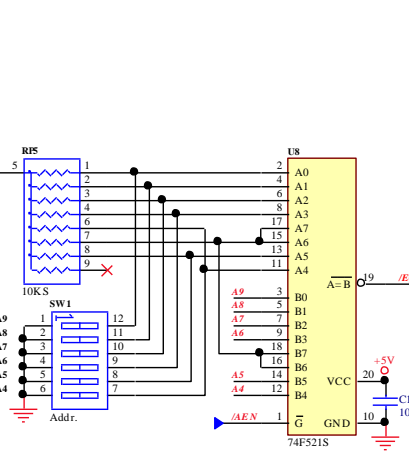 RP5
U8
5
1
2
3
4
6
7
8
9
10KS
SW1
A9
1
12
A8
2
11
A7
3
10
A6
4
9
A5
5
8
A4
6
7
Addr.
2
A0
4
A1
6
A2
8
A3
17
A7
15
A6
13
A5
11
A4
A=B
19
/E
A9
3
B0
A8
5
B1
A7
7
B2
A6
9
B3
18
B7
16
B6
A5
14
B5
A4
12
B4
/AEN
1
G
VCC
20
+5V
GND
10
C1
10
74F521S